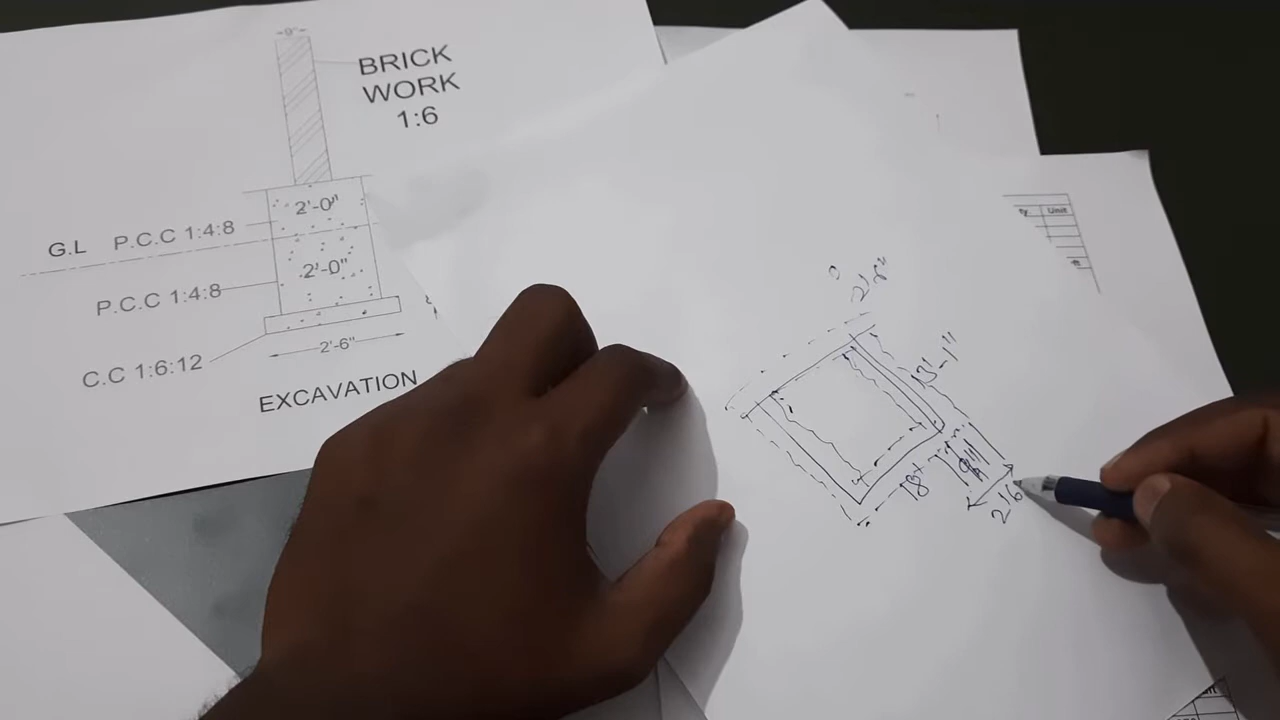 9"
BRICK
WORK
1:6
2'-0"
G.L P.C.C 1:4:8
2'-0"
P.C.C 1:4:8
2'-6"
C.C 1:6:12
EXCAVATION
Unit
2'-6"
13'-1"
9"
2'6